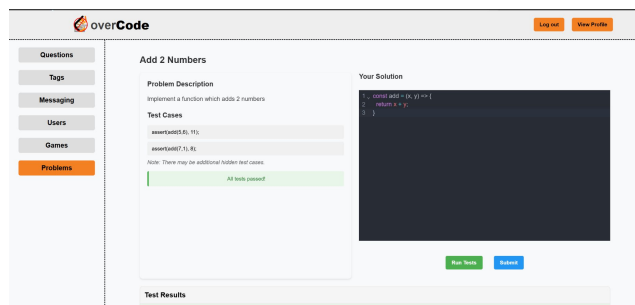 overCode
Log out
View Profile
Questions
Tags
Messaging
Users
Games
Problems
Add 2 Numbers
Problem Description
Implement a function which adds 2 numbers
Test Cases
assert(add(5,6), 11);
assert(add(7,1), 8);
Note: There may be additional hidden test cases.
All tests passed!
Your Solution
1 const add = (x, y) => {
2 return x + y;
3 }
Run Tests
Submit
Test Results